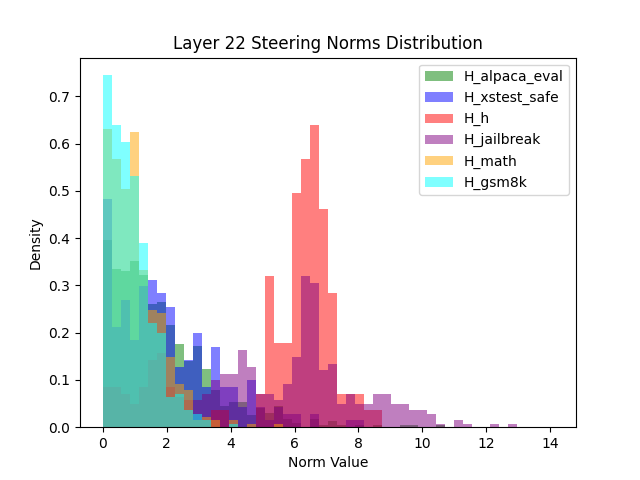 Layer 22 Steering Norms Distribution
H_alpaca_eval
H_xstest_safe
H_h
H_jailbreak
H_math
H_gsm8k
Density
0.7
0.6
0.5
0.4
0.3
0.2
0.1
0.0
0 2 4 6 8 10 12 14
Norm Value